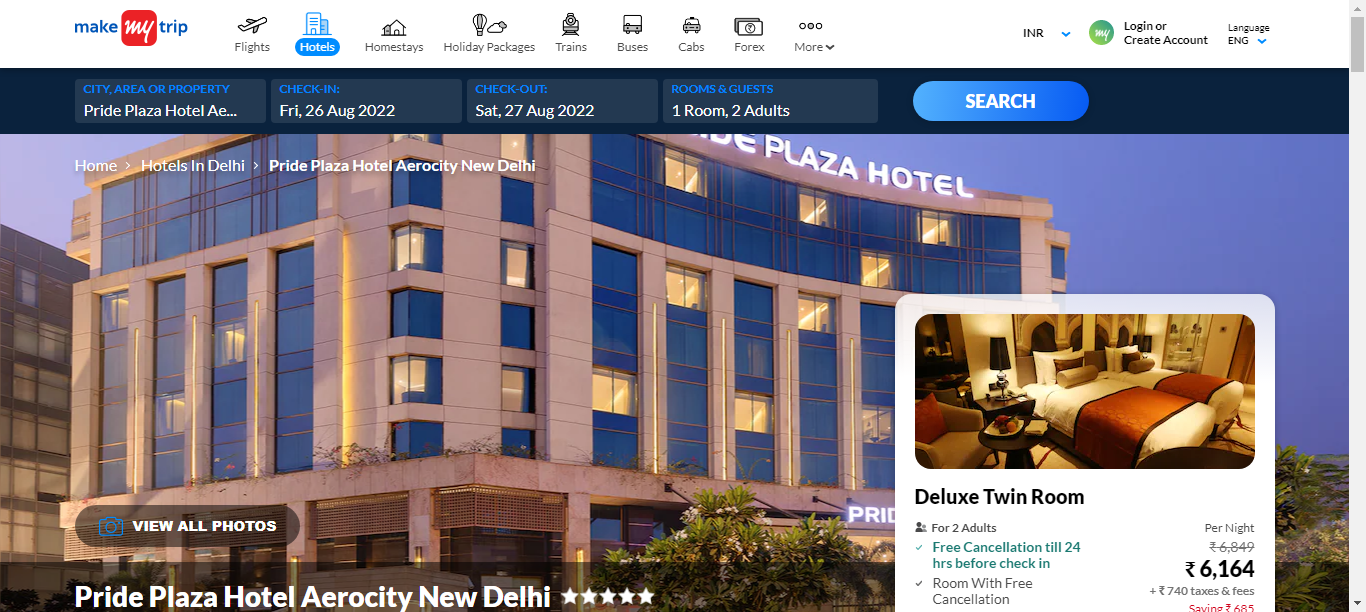 make my trip
Flights
Hotels
Homestays
Holiday Packages
Trains
Buses
Cabs
Forex
More
INR
my
Login or
Create Account
Language
ENG
CITY, AREA OR PROPERTY
Pride Plaza Hotel Ae...
CHECK-IN:
Fri, 26 Aug 2022
CHECK-OUT:
Sat, 27 Aug 2022
ROOMS & GUESTS
1 Room, 2 Adults
SEARCH
Home > Hotels In Delhi > Pride Plaza Hotel Aerocity New Delhi
PRIDE PLAZA HOTEL
PRID
VIEW ALL PHOTOS
Pride Plaza Hotel Aerocity New Delhi
Deluxe Twin Room
For 2 Adults
Free Cancellation till 24
hrs before check in
Room With Free
Cancellation
Per Night
₹ 6,849
₹ 6,164
+ ₹ 740 taxes & fees
Saving ₹ 685